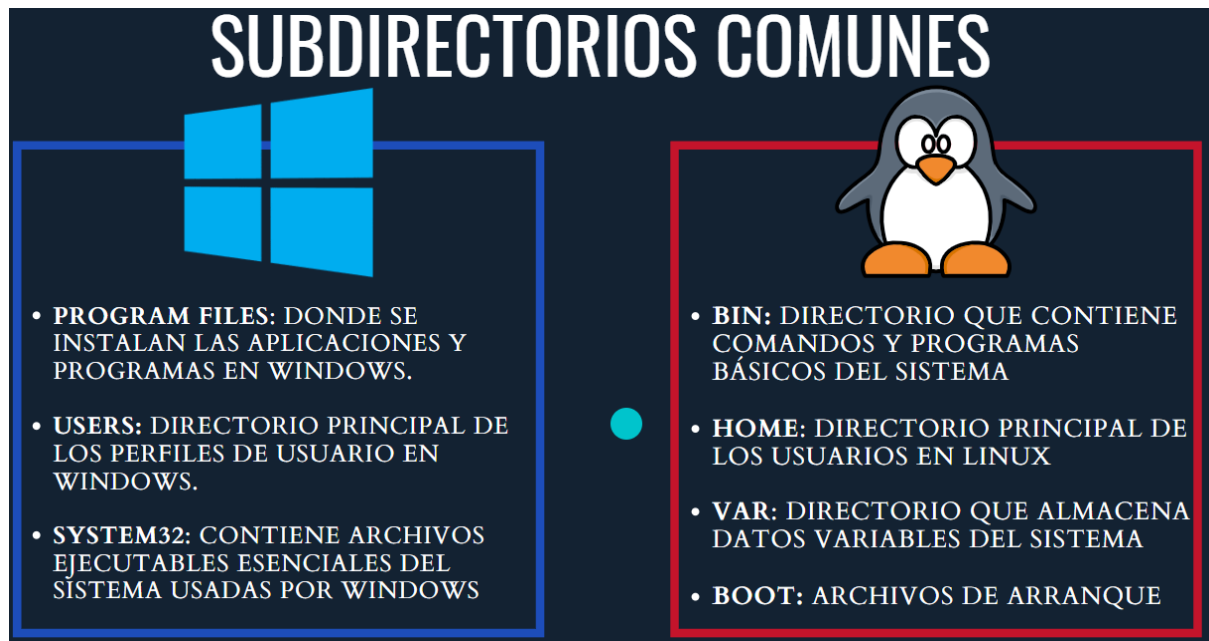 SUBDIRECTORIOS COMUNES
• PROGRAM FILES: DONDE SE
INSTALAN LAS APLICACIONES Y
PROGRAMAS EN WINDOWS.
• USERS: DIRECTORIO PRINCIPAL DE
LOS PERFILES DE USUARIO EN
WINDOWS.
• SYSTEM32: CONTIENE ARCHIVOS
EJECUTABLES ESENCIALES DEL
SISTEMA USADAS POR WINDOWS
• BIN: DIRECTORIO QUE CONTIENE
COMANDOS Y PROGRAMAS
BÁSICOS DEL SISTEMA
• HOME: DIRECTORIO PRINCIPAL DE
LOS USUARIOS EN LINUX
• VAR: DIRECTORIO QUE ALMACENA
DATOS VARIABLES DEL SISTEMA
• BOOT: ARCHIVOS DE ARRANQUE